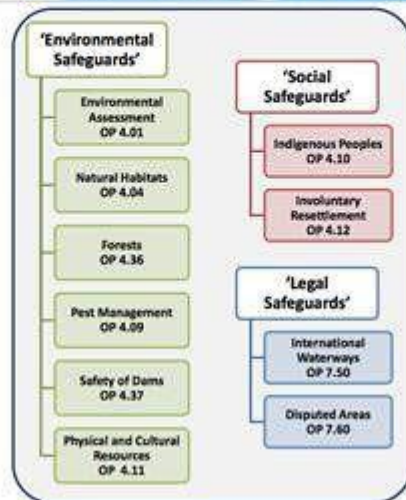 'Environmental
Safeguards'
Environmental
Assessment
OP 4.01
Natural Habitats
OP 4.04
Forests
OP 4.36
Pest Management
OP 4.09
Safety of Dams
OP 4.37
Physical and Cultural
Resources
OP 4.11
'Social
Safeguards'
Indigenous Peoples
OP 4.10
Involuntary
Resettlement
OP 4.12
'Legal
Safeguards'
International
Waterways
OP 7.50
Disputed Areas
OP 7.60